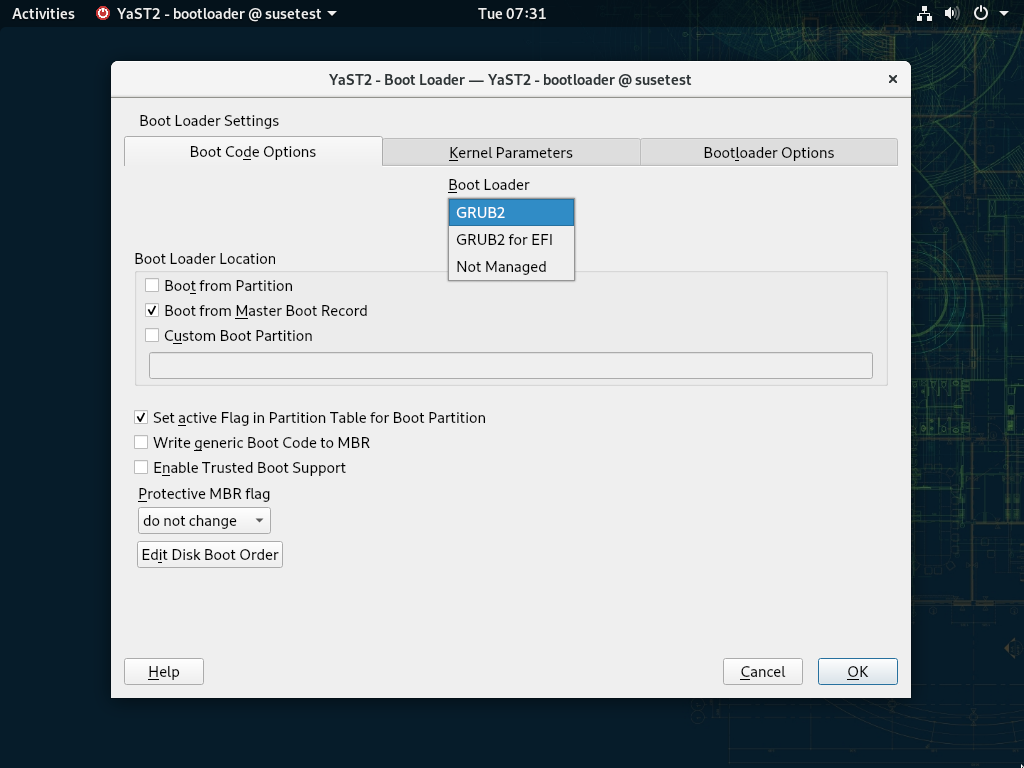 Activities YaST2 - bootloader @ susetest Tue 07:31
YaST2 - Boot Loader — YaST2 - bootloader @ susetest
Boot Loader Settings
Boot Code Options Kernel Parameters Bootloader Options
Boot Loader
GRUB2
GRUB2 for EFI
Not Managed
Boot Loader Location
Boot from Partition
Boot from Master Boot Record
Custom Boot Partition
Set active Flag in Partition Table for Boot Partition
Write generic Boot Code to MBR
Enable Trusted Boot Support
Protective MBR flag
do not change
Edit Disk Boot Order
Help Cancel OK